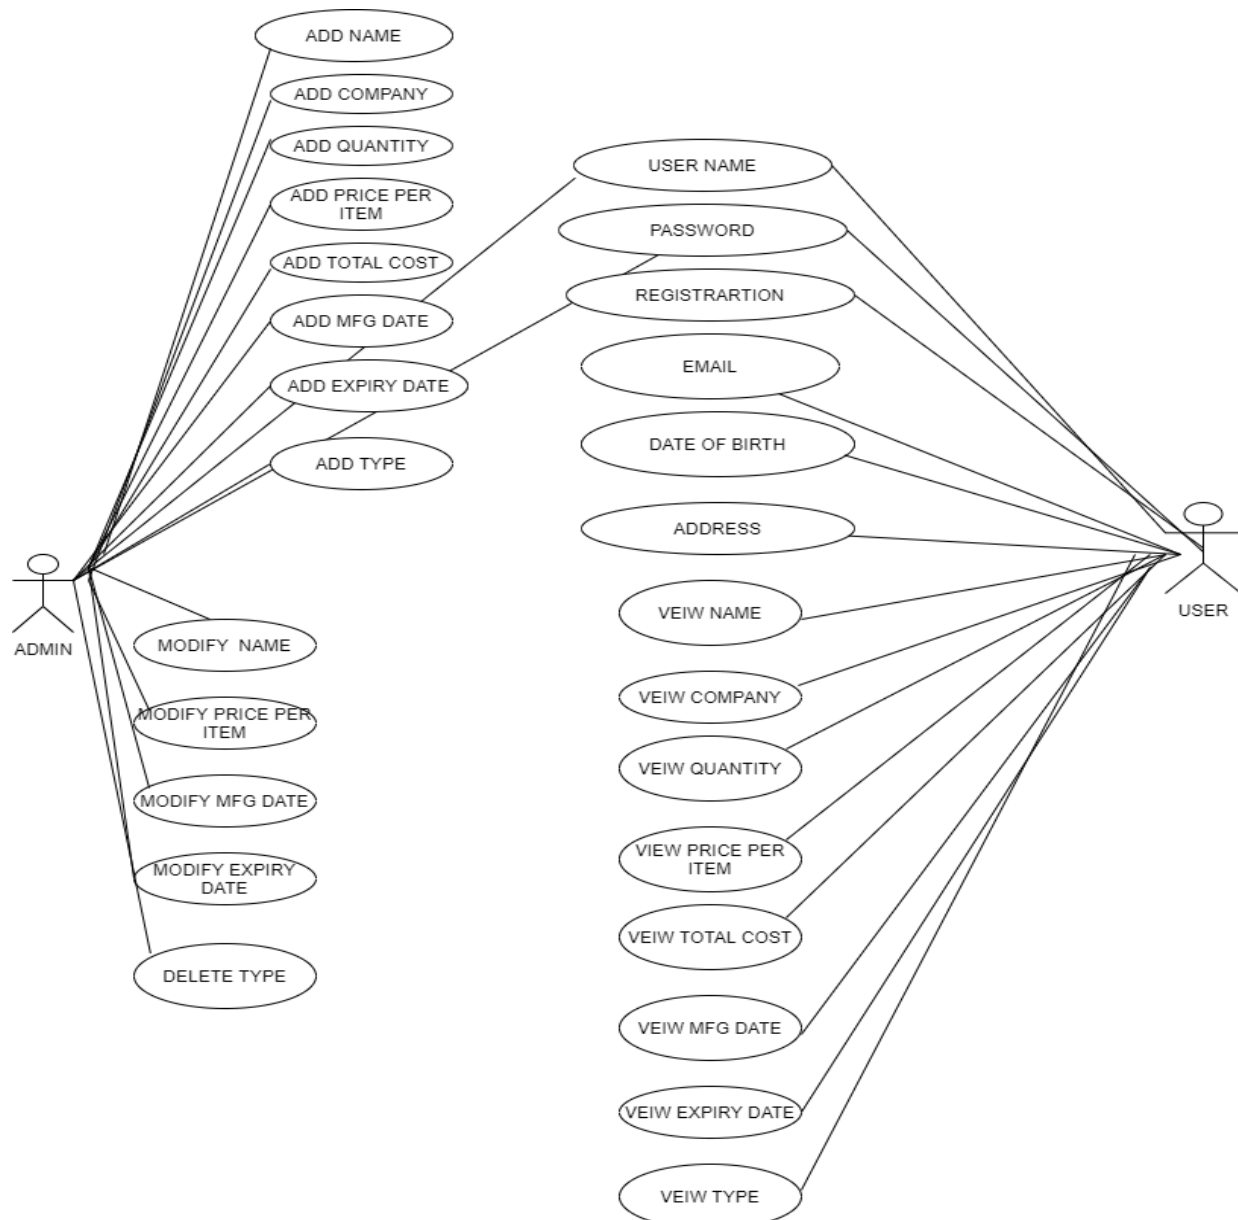 ADD NAME
ADD COMPANY
ADD QUANTITY
ADD PRICE PER
ITEM
ADD TOTAL COST
ADD MFG DATE
ADD EXPIRY DATE
ADD TYPE
ADMIN
MODIFY NAME
MODIFY PRICE PER
ITEM
MODIFY MFG DATE
MODIFY EXPIRY
DATE
DELETE TYPE
USER NAME
PASSWORD
REGISTRARTION
EMAIL
DATE OF BIRTH
ADDRESS
VEIW NAME
VEIW COMPANY
VEIW QUANTITY
VIEW PRICE PER
ITEM
VEIW TOTAL COST
VEIW MFG DATE
VEIW EXPIRY DATE
VEIW TYPE
USER